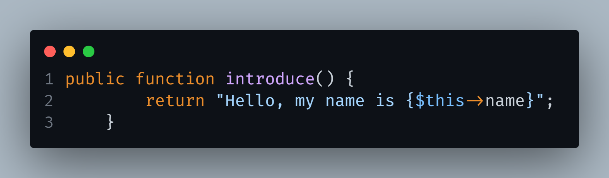 1 public function introduce() {
2         return "Hello, my name is {$this->name}";
3     }